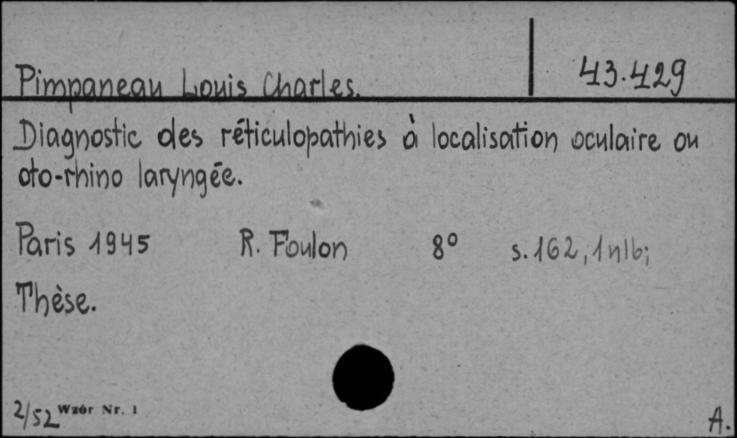 Pimpaneau Louis Charles. 43.429
Diagnostic des réticulopathies à localisation oculaire ou
oto-rhino laryngée.
Paris 1945 R. Foulon 8° s. 162, 1 nlb;
Thèse.
2/52 Wzór Nr. 1 A.